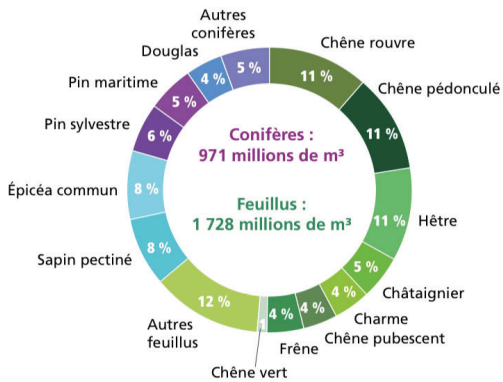 Autres
conifères
5 %
Chêne rouvre
11 %
Chêne pédonculé
11 %
Hêtre
11 %
Châtaignier
5 %
Charme
4 %
Chêne pubescent
4 %
Frêne
4 %
Chêne vert
1
Autres
feuillus
12 %
Sapin pectiné
8 %
Épicéa commun
8 %
Pin sylvestre
6 %
Pin maritime
5 %
Douglas
4 %
Conifères :
971 millions de m³
Feuillus :
1 728 millions de m³